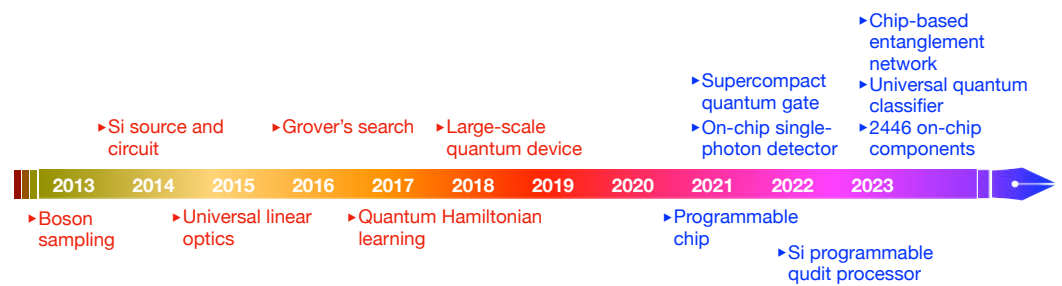 ▸Chip-based
entanglement
network
▸Supercompact
quantum gate
▸Universal quantum
classifier
▸Si source and
circuit
▸Grover's search
▸Large-scale
quantum device
▸On-chip single-
photon detector
▸2446 on-chip
components
2013 2014 2015 2016 2017 2018 2019 2020 2021 2022 2023
▸Boson
sampling
▸Universal linear
optics
▸Quantum Hamiltonian
learning
▸Programmable
chip
▸Si programmable
qudit processor